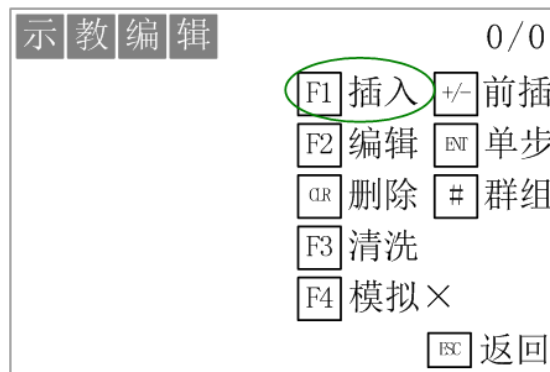 示教编辑 0/0
F1 插入 +/- 前插
F2 编辑 ENT 单步
CLR 删除 # 群组
F3 清洗
F4 模拟×
ESC 返回